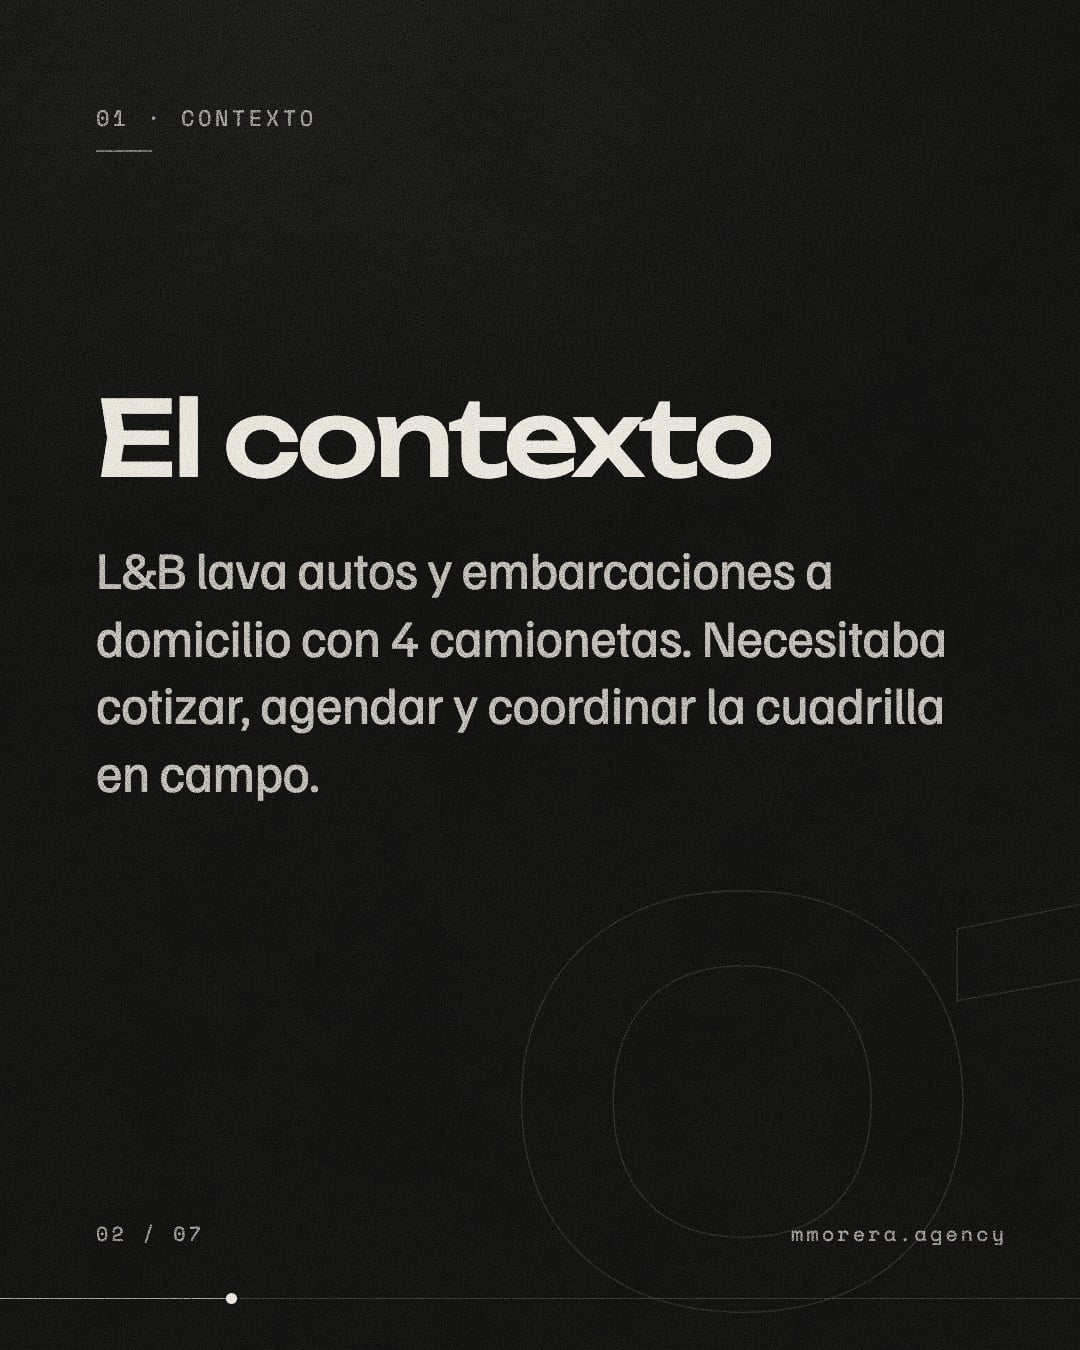 01 · CONTEXTO
El contexto
L&B lava autos y embarcaciones a
domicilio con 4 camionetas. Necesitaba
cotizar, agendar y coordinar la cuadrilla
en campo.
01
02 / 07
mmorera.agency